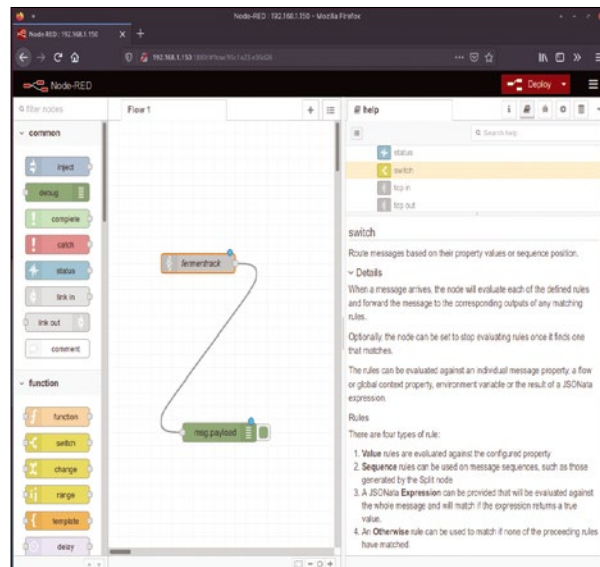 Node-RED : 192.168.1.150 - Mozilla Firefox
Node-RED : 192.168.1.150
192.168.1.150
Node-RED
Deploy
filter nodes
common
inject
debug
complete
catch
status
link in
link out
comment
function
function
switch
change
range
template
delay
Flow 1
fermentrack
msg.payload
help
Search help
status
switch
tcp in
tcp out
switch
Route messages based on their property values or sequence position.
Details
When a message arrives, the node will evaluate each of the defined rules
and forward the message to the corresponding outputs of any matching
rules.
Optionally, the node can be set to stop evaluating rules once it finds one
that matches.
The rules can be evaluated against an individual message property, a flow
or global context property, environment variable or the result of a JSONata
expression.
Rules
There are four types of rule:
1. Value rules are evaluated against the configured property
2. Sequence rules can be used on message sequences, such as those
generated by the Split node
3. A JSONata Expression can be provided that will be evaluated against
the whole message and will match if the expression returns a true
value.
4. An Otherwise rule can be used to match if none of the preceeding rules
have matched.